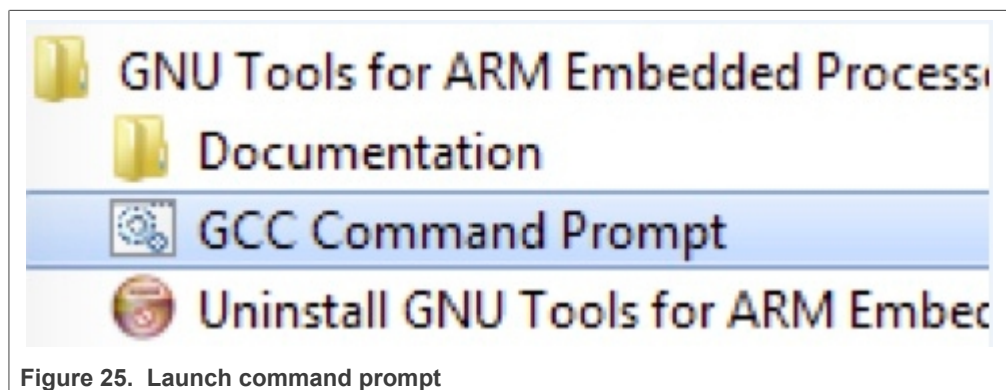 GNU Tools for ARM Embedded Process
Documentation
GCC Command Prompt
Uninstall GNU Tools for ARM Embec
Figure 25. Launch command prompt